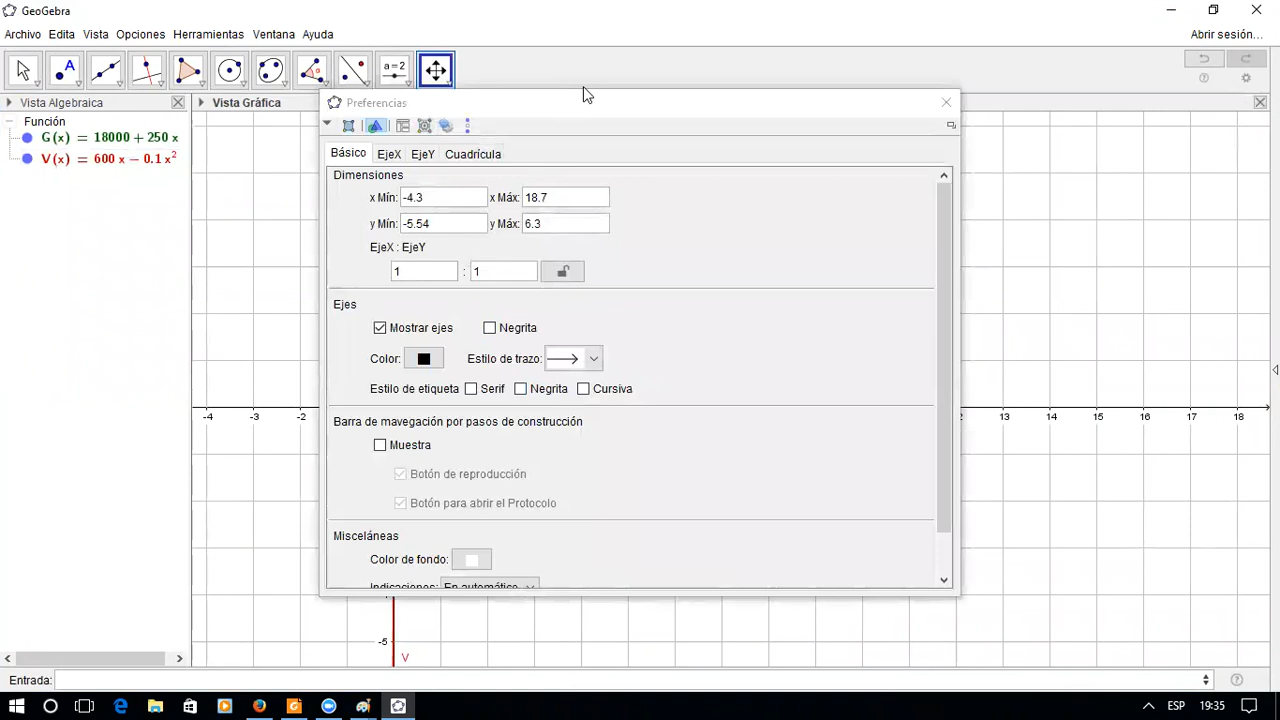 GeoGebra
Archivo Edita Vista Opciones Herramientas Ventana Ayuda
Abrir sesión...
A
a = 2
Vista Algebraica
Vista Gráfica
Función
G(x) = 18000 + 250 x
V(x) = 600 x − 0.1 x²
Preferencias
Básico EjeX EjeY Cuadrícula
Dimensiones
x Mín: -4.3 x Máx: 18.7
y Mín: -5.54 y Máx: 6.3
EjeX : EjeY
1 : 1
Ejes
Mostrar ejes Negrita
Color: Estilo de trazo:
Estilo de etiqueta Serif Negrita Cursiva
Barra de mavegación por pasos de construcción
Muestra
Botón de reproducción
Botón para abrir el Protocolo
Misceláneas
Color de fondo:
Indicaciones: En automático
-4 -3 -2 12 13 14 15 16 17 18
-5
V
Entrada:
ESP 19:35